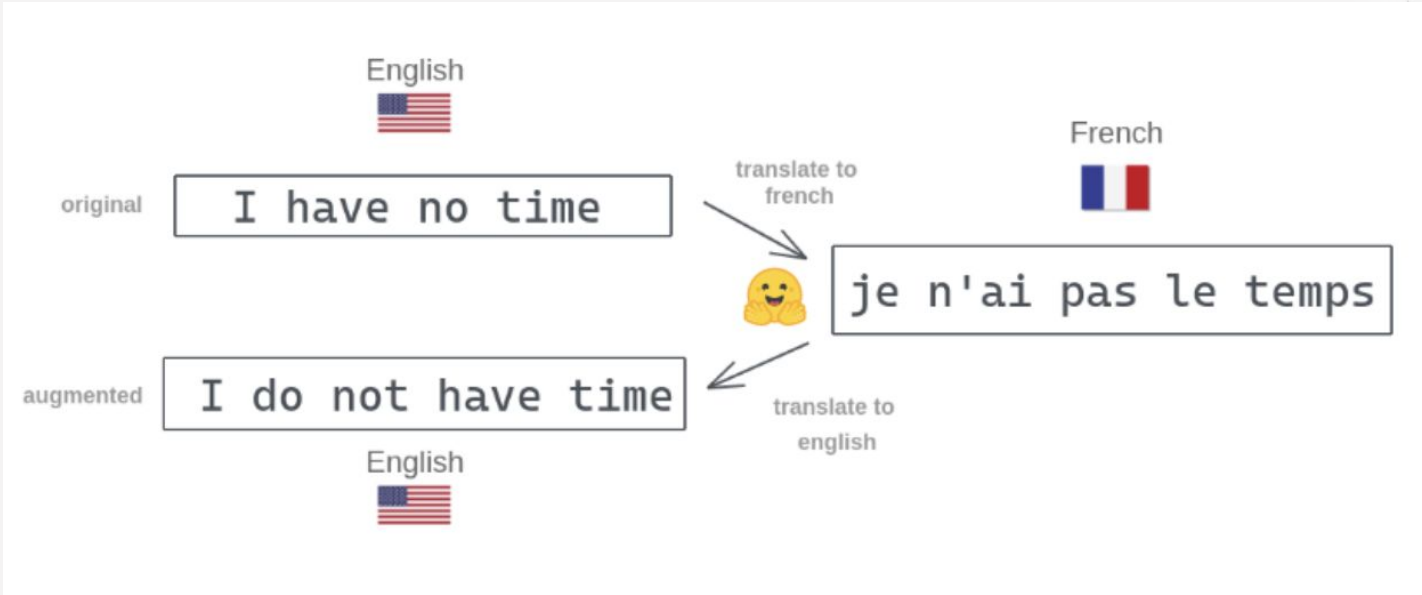 English
original
I have no time
translate to
french
French
je n'ai pas le temps
augmented
I do not have time
translate to
english
English